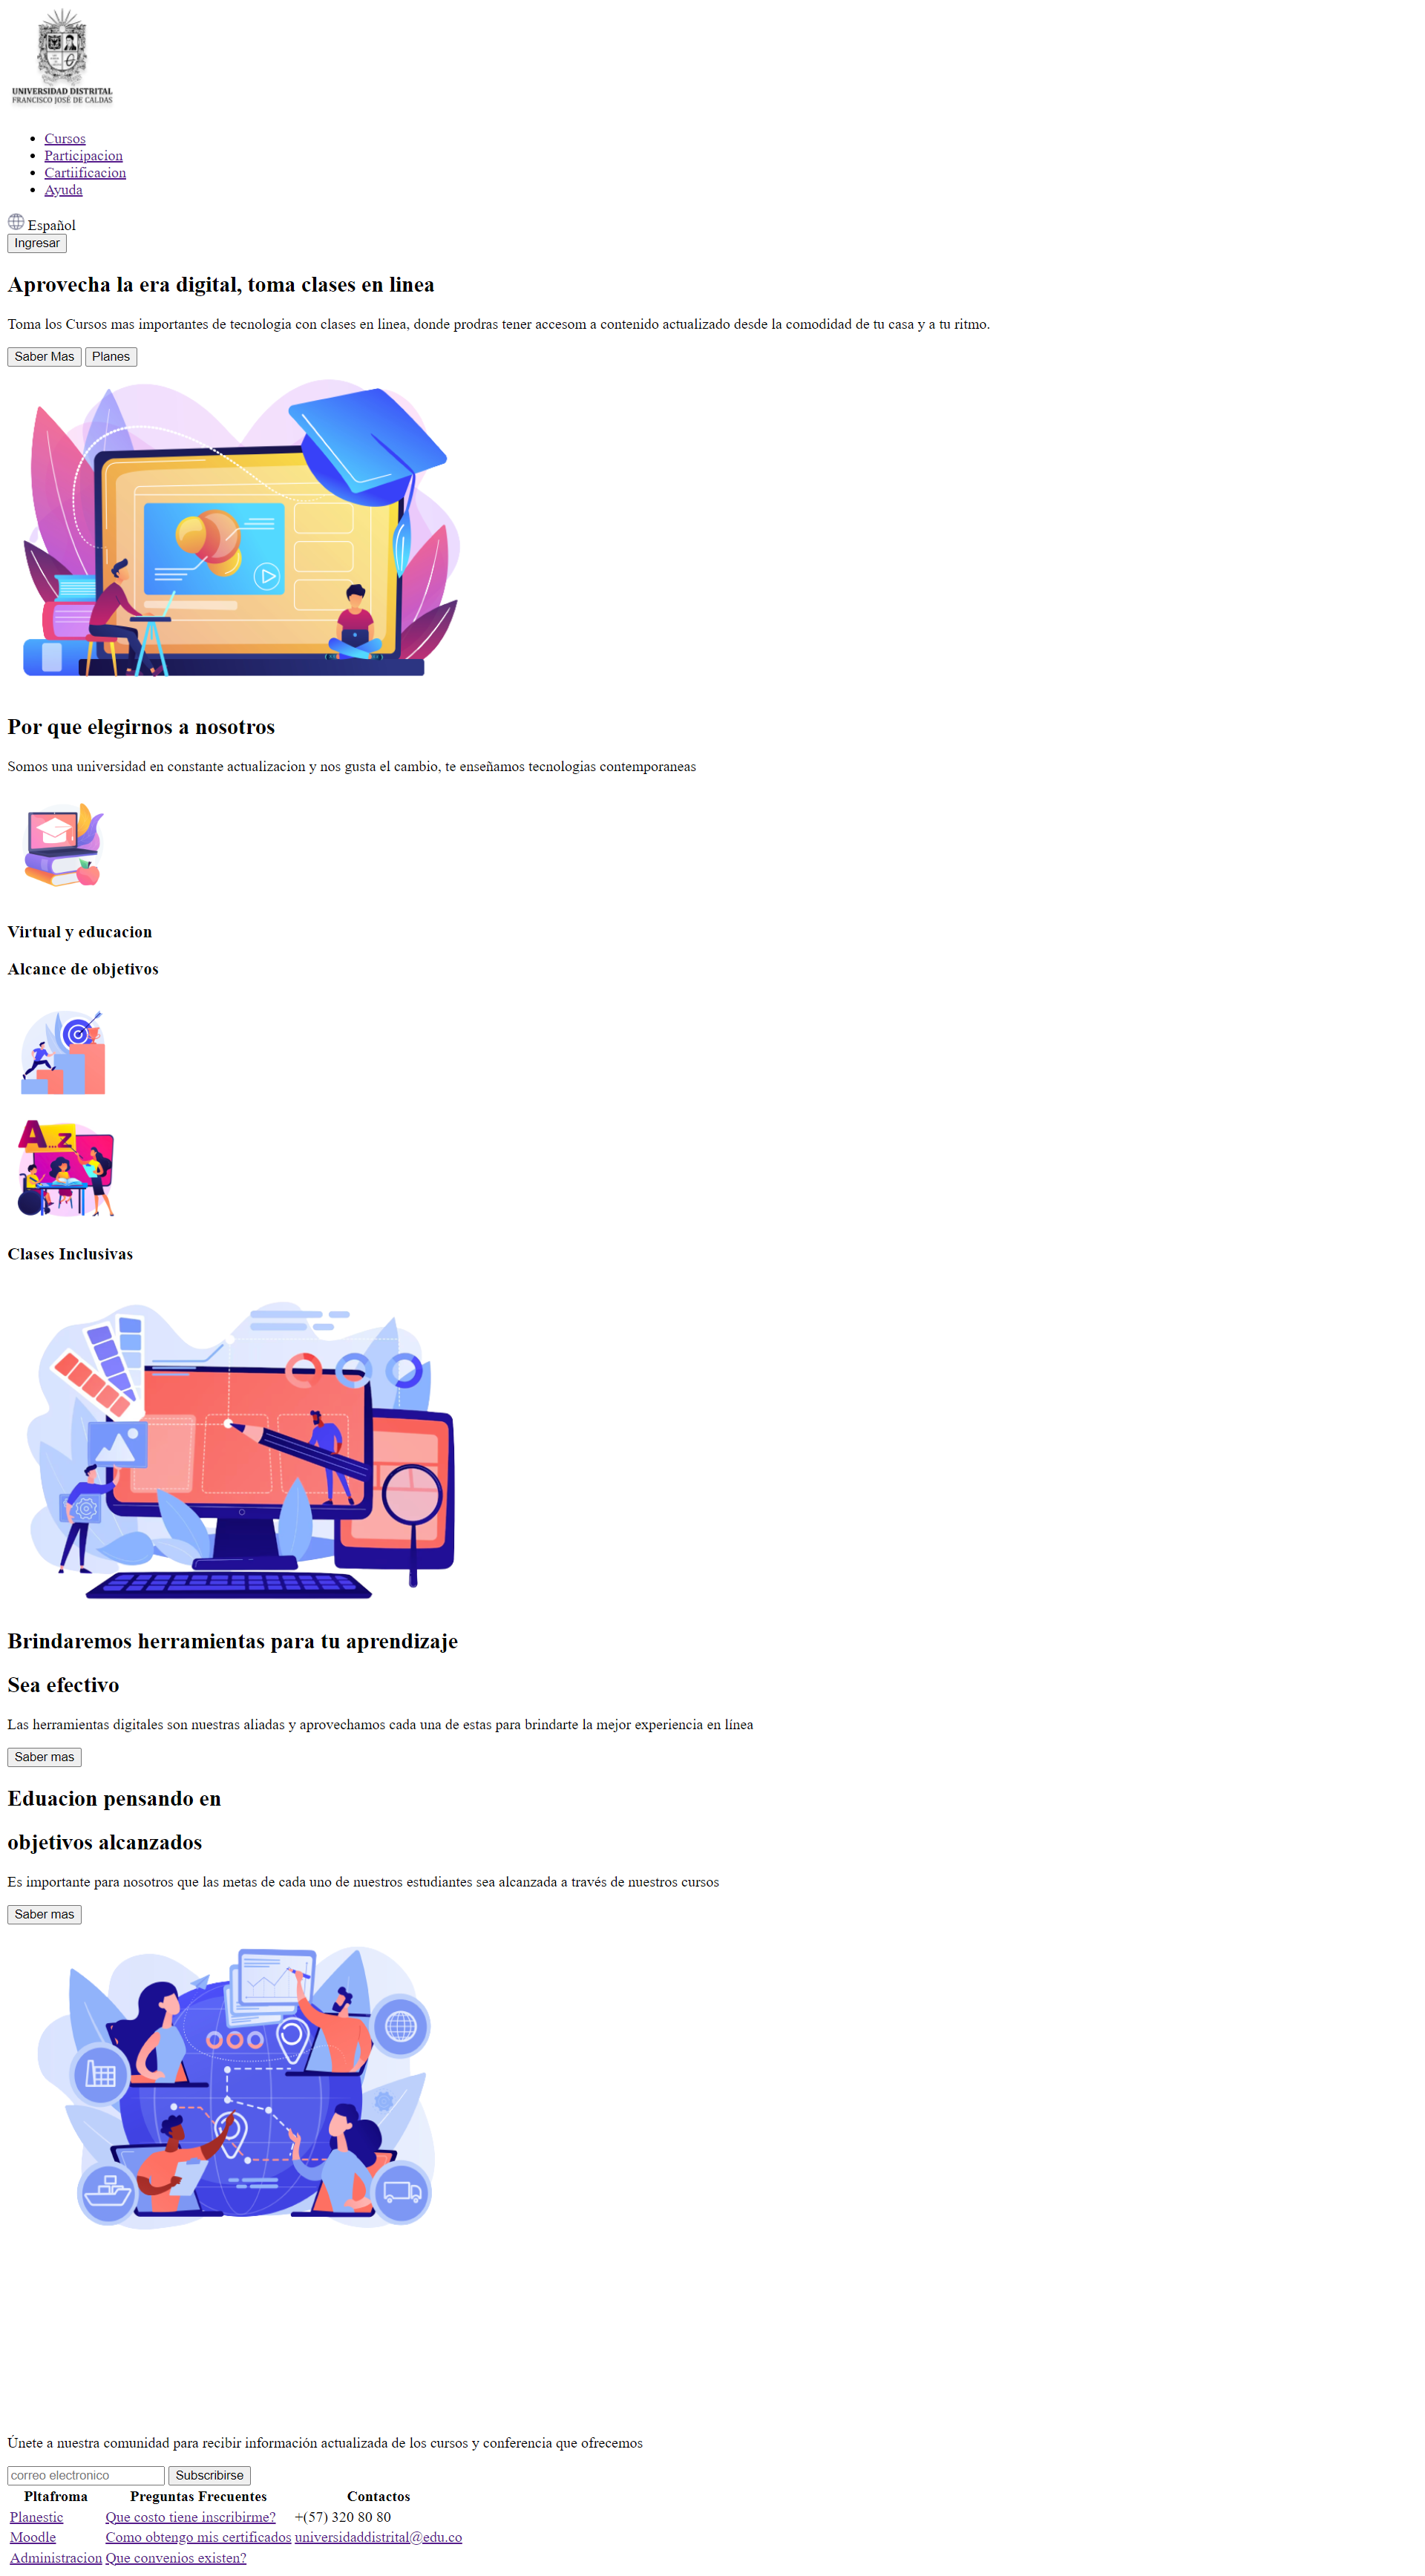 UNIVERSIDAD DISTRITAL
FRANCISCO JOSÉ DE CALDAS
Cursos
Participacion
Cartiificacion
Ayuda
Español
Ingresar
Aprovecha la era digital, toma clases en linea
Toma los Cursos mas importantes de tecnologia con clases en linea, donde prodras tener accesom a contenido actualizado desde la comodidad de tu casa y a tu ritmo.
Saber Mas Planes
Por que elegirnos a nosotros
Somos una universidad en constante actualizacion y nos gusta el cambio, te enseñamos tecnologias contemporaneas
Virtual y educacion
Alcance de objetivos
A...Z
Clases Inclusivas
Brindaremos herramientas para tu aprendizaje
Sea efectivo
Las herramientas digitales son nuestras aliadas y aprovechamos cada una de estas para brindarte la mejor experiencia en línea
Saber mas
Eduacion pensando en
objetivos alcanzados
Es importante para nosotros que las metas de cada uno de nuestros estudiantes sea alcanzada a través de nuestros cursos
Saber mas
Únete a nuestra comunidad para recibir información actualizada de los cursos y conferencia que ofrecemos
correo electronico Subscribirse
Pltafroma Preguntas Frecuentes Contactos
Planestic Que costo tiene inscribirme? +(57) 320 80 80
Moodle Como obtengo mis certificados universidaddistrital@edu.co
Administracion Que convenios existen?